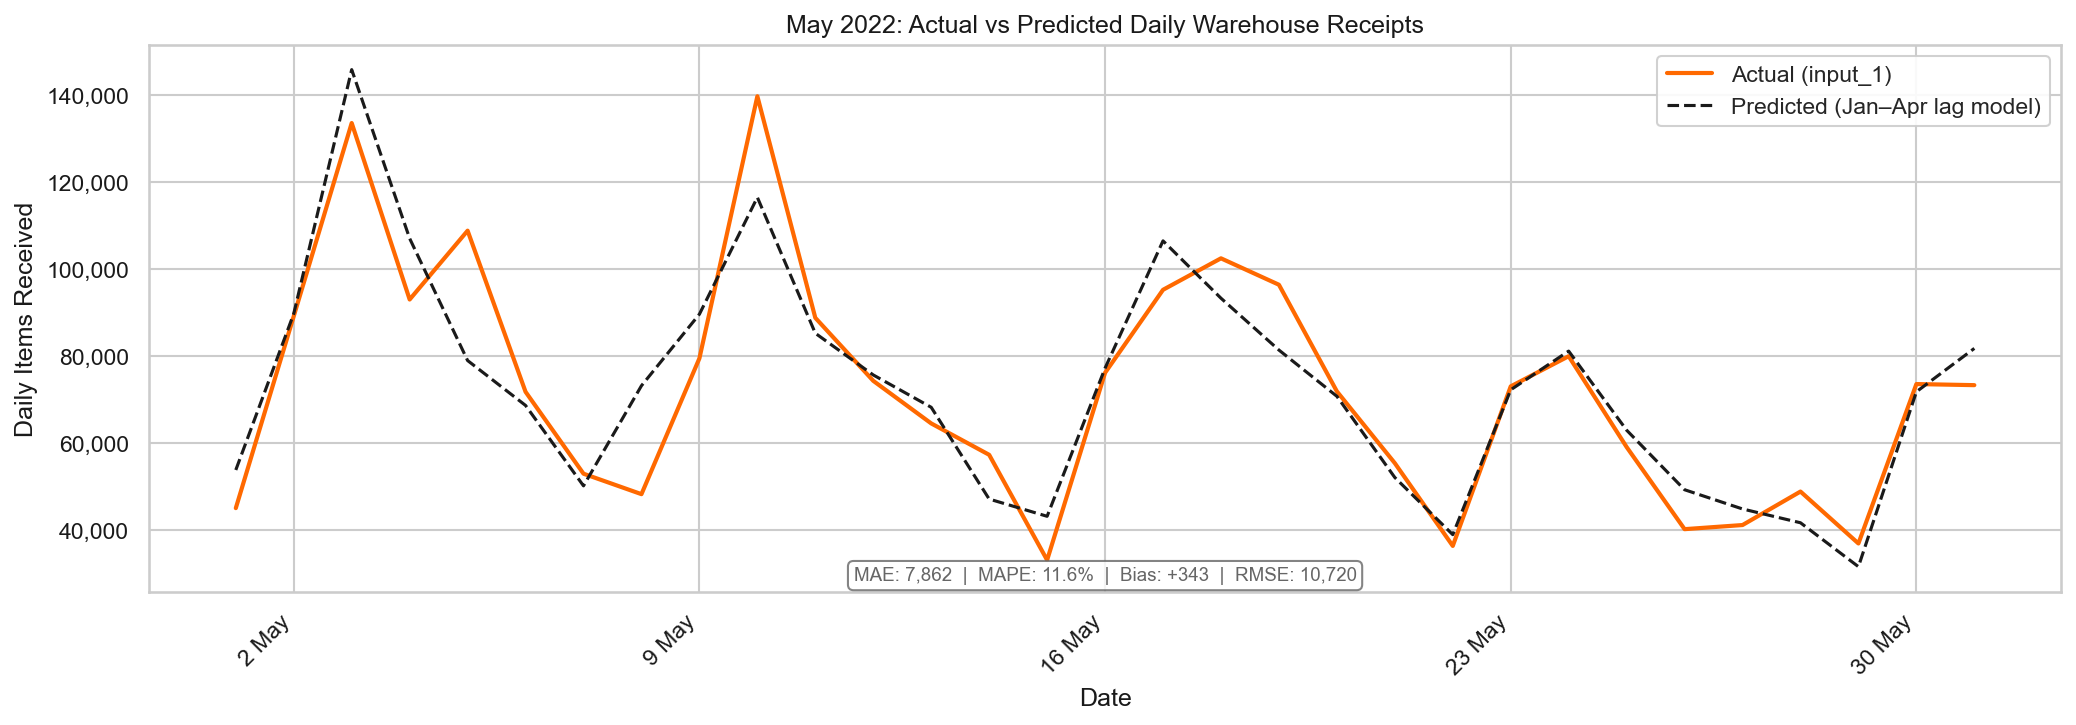 May 2022: Actual vs Predicted Daily Warehouse Receipts
Actual (input_1)
Predicted (Jan–Apr lag model)
Daily Items Received
140,000
120,000
100,000
80,000
60,000
40,000
MAE: 7,862 | MAPE: 11.6% | Bias: +343 | RMSE: 10,720
2 May
9 May
16 May
23 May
30 May
Date